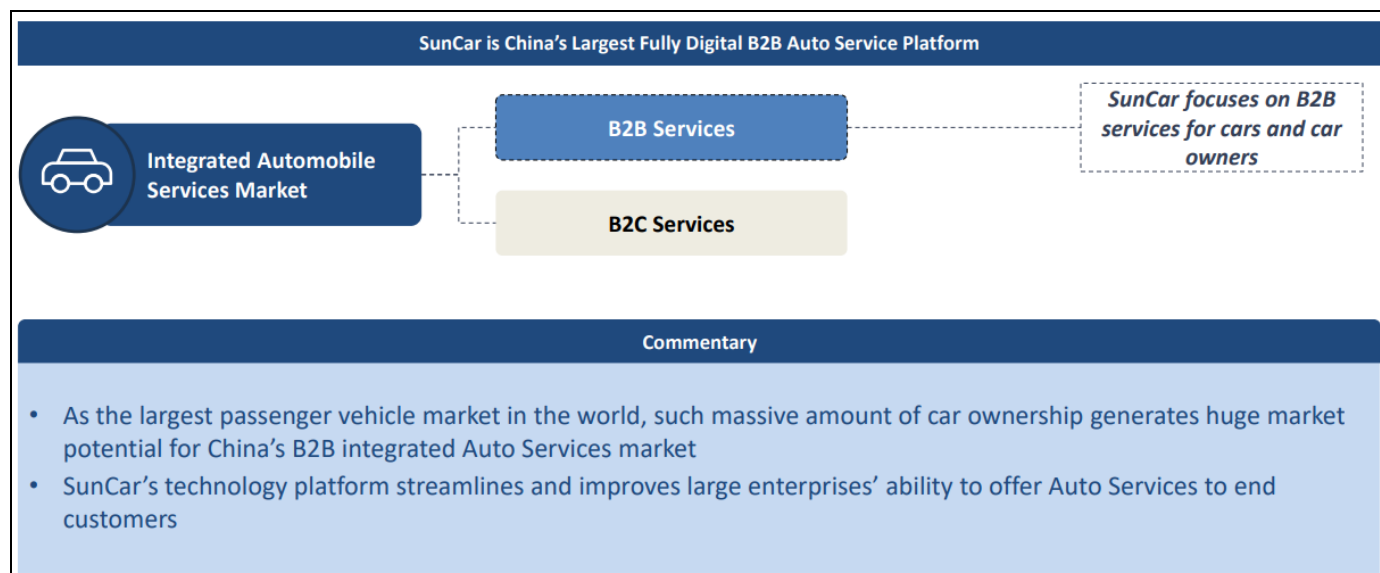 SunCar is China’s Largest Fully Digital B2B Auto Service Platform
Integrated Automobile
Services Market
B2B Services
B2C Services
SunCar focuses on B2B
services for cars and car
owners
Commentary
• As the largest passenger vehicle market in the world, such massive amount of car ownership generates huge market
potential for China’s B2B integrated Auto Services market
• SunCar’s technology platform streamlines and improves large enterprises’ ability to offer Auto Services to end
customers